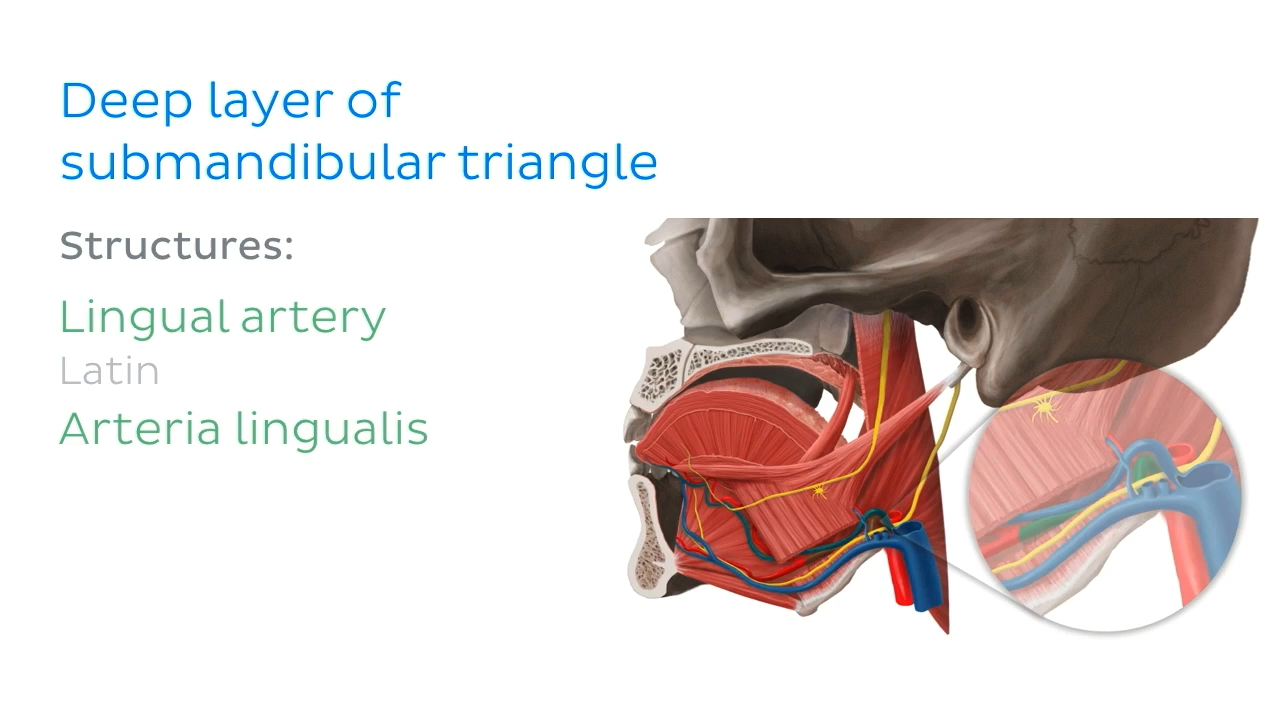 Deep layer of
submandibular triangle
Structures:
Lingual artery
Latin
Arteria lingualis